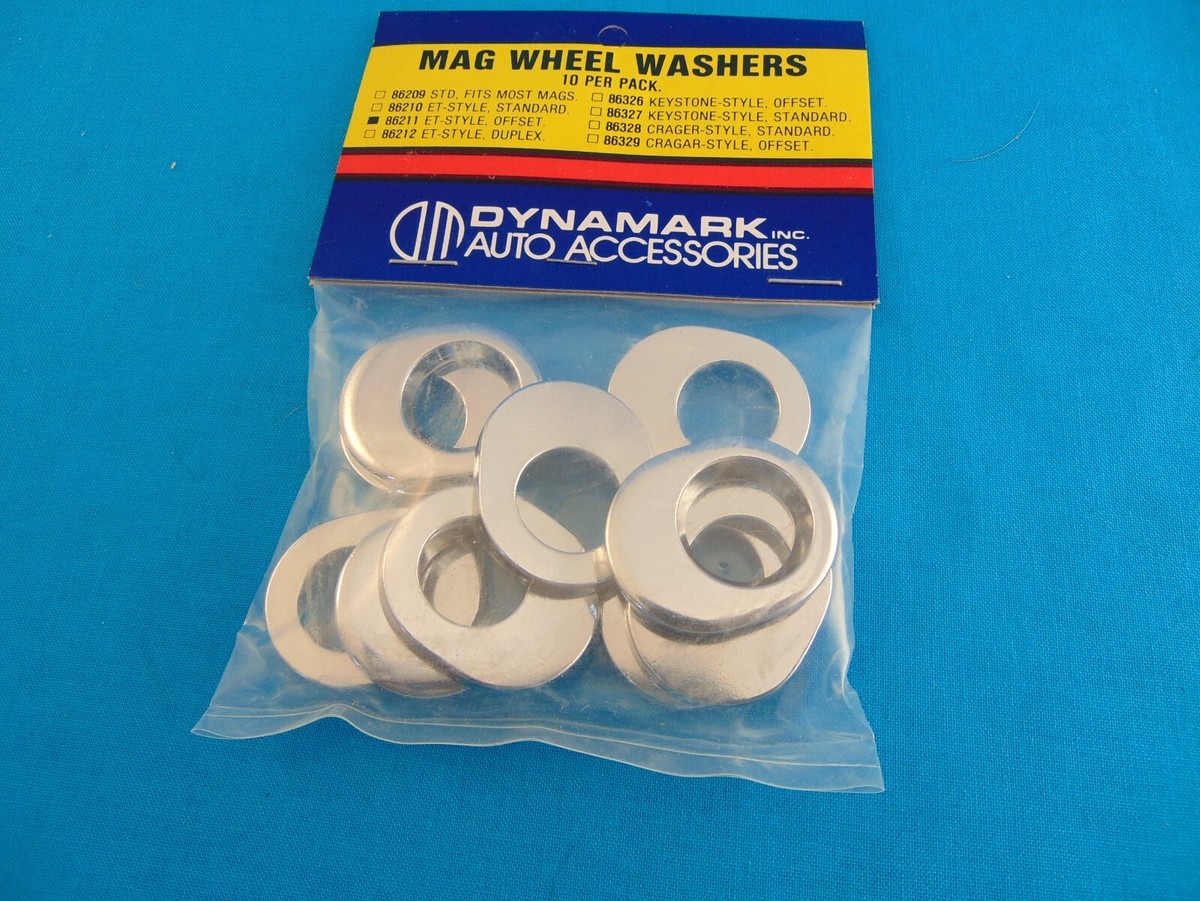 MAG WHEEL WASHERS
10 PER PACK.
□ 86209 STD, FITS MOST MAGS.
□ 86210 ET-STYLE, STANDARD.
■ 86211 ET-STYLE, OFFSET.
□ 86212 ET-STYLE, DUPLEX.
□ 86326 KEYSTONE-STYLE, OFFSET.
□ 86327 KEYSTONE-STYLE, STANDARD.
□ 86328 CRAGER-STYLE, STANDARD.
□ 86329 CRAGAR-STYLE, OFFSET.
DYNAMARK INC.
AUTO ACCESSORIES